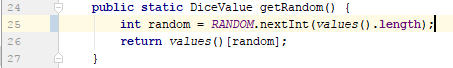 24 public static DiceValue getRandom() {
25 int random = RANDOM.nextInt(values().length);
26 return values()[random];
27 }